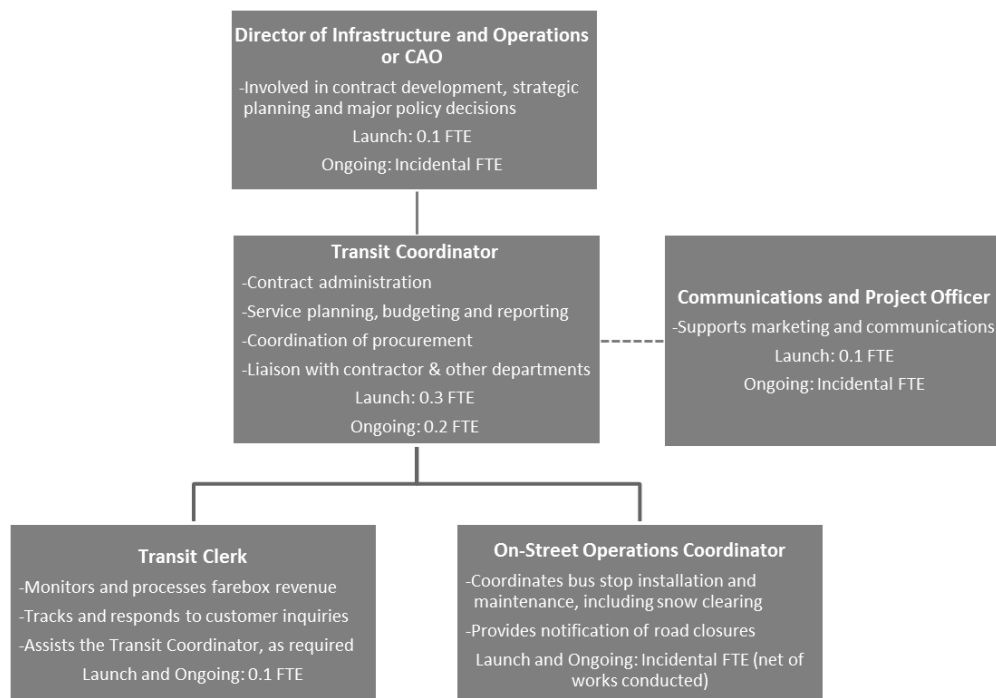 Director of Infrastructure and Operations
or CAO
-Involved in contract development, strategic
planning and major policy decisions
Launch: 0.1 FTE
Ongoing: Incidental FTE
Transit Coordinator
-Contract administration
-Service planning, budgeting and reporting
-Coordination of procurement
-Liaison with contractor & other departments
Launch: 0.3 FTE
Ongoing: 0.2 FTE
Communications and Project Officer
-Supports marketing and communications
Launch: 0.1 FTE
Ongoing: Incidental FTE
Transit Clerk
-Monitors and processes farebox revenue
-Tracks and responds to customer inquiries
-Assists the Transit Coordinator, as required
Launch and Ongoing: 0.1 FTE
On-Street Operations Coordinator
-Coordinates bus stop installation and
maintenance, including snow clearing
-Provides notification of road closures
Launch and Ongoing: Incidental FTE (net of
works conducted)